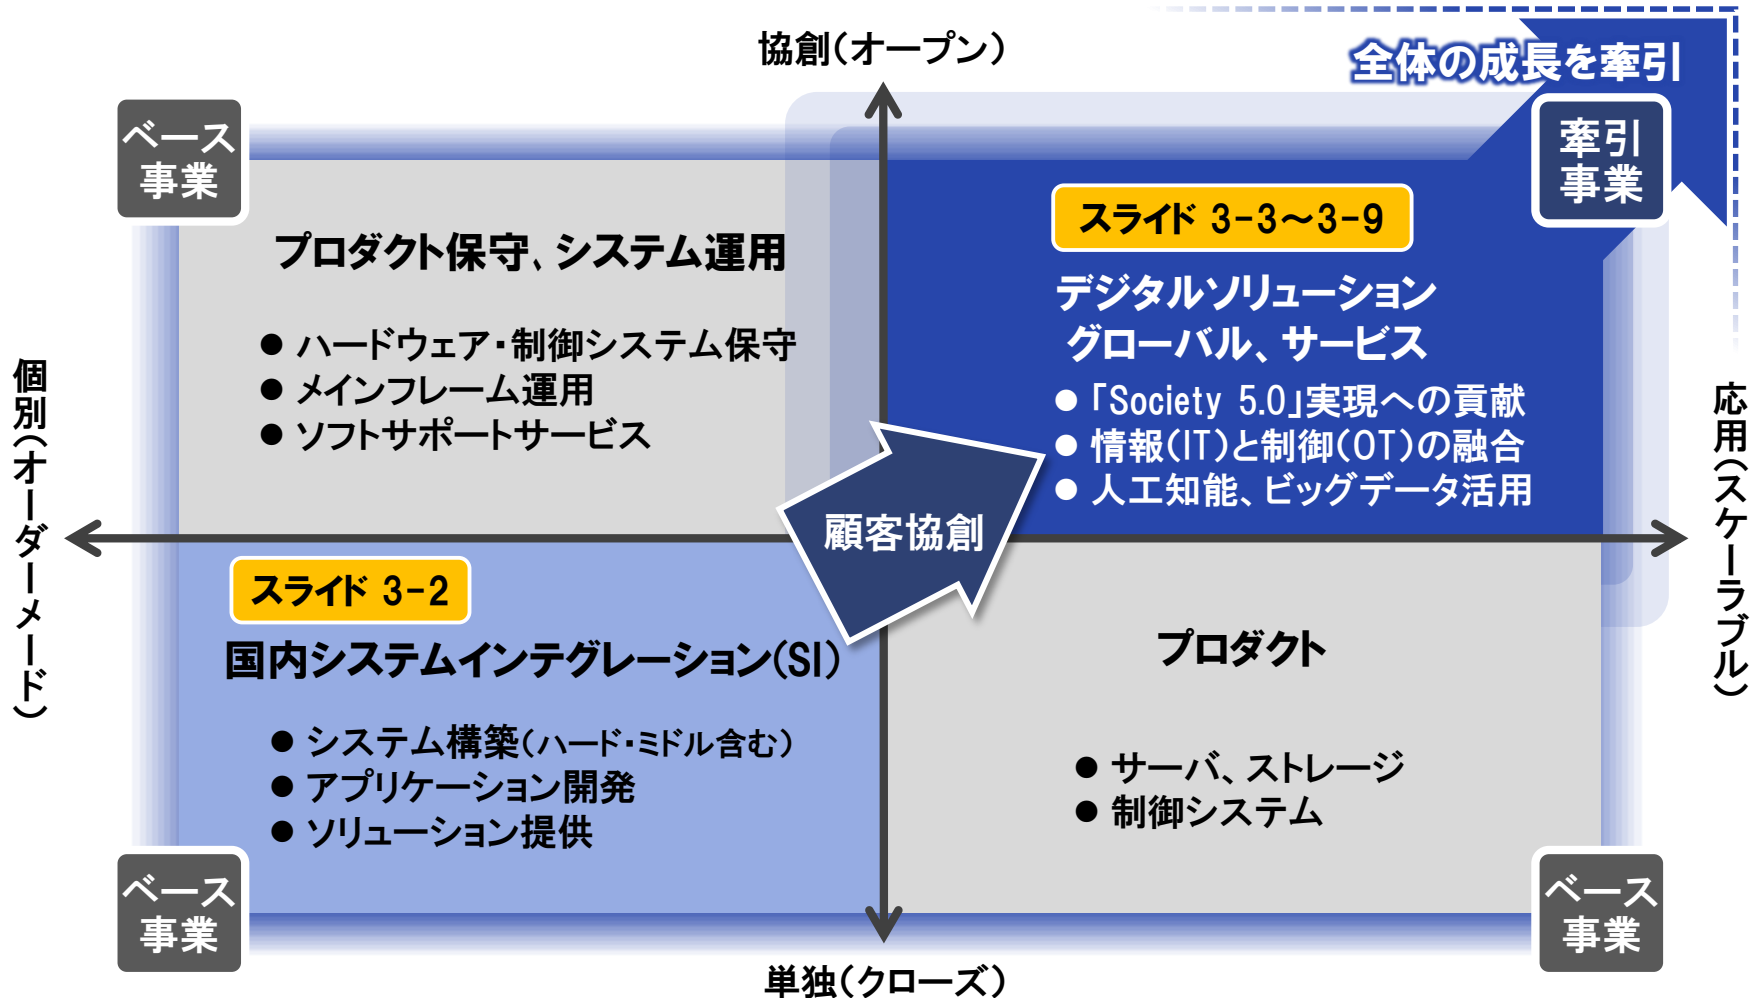 協創(オープン)
全体の成長を牽引
ベース
事業
牽引
事業
プロダクト保守、システム運用
● ハードウェア・制御システム保守
● メインフレーム運用
● ソフトサポートサービス
スライド 3-3～3-9
デジタルソリューション
グローバル、サービス
● 「Society 5.0」実現への貢献
● 情報(IT)と制御(OT)の融合
● 人工知能、ビッグデータ活用
個別(オーダーメード)
応用(スケーラブル)
顧客協創
スライド 3-2
国内システムインテグレーション(SI)
● システム構築(ハード・ミドル含む)
● アプリケーション開発
● ソリューション提供
プロダクト
● サーバ、ストレージ
● 制御システム
ベース
事業
ベース
事業
単独(クローズ)